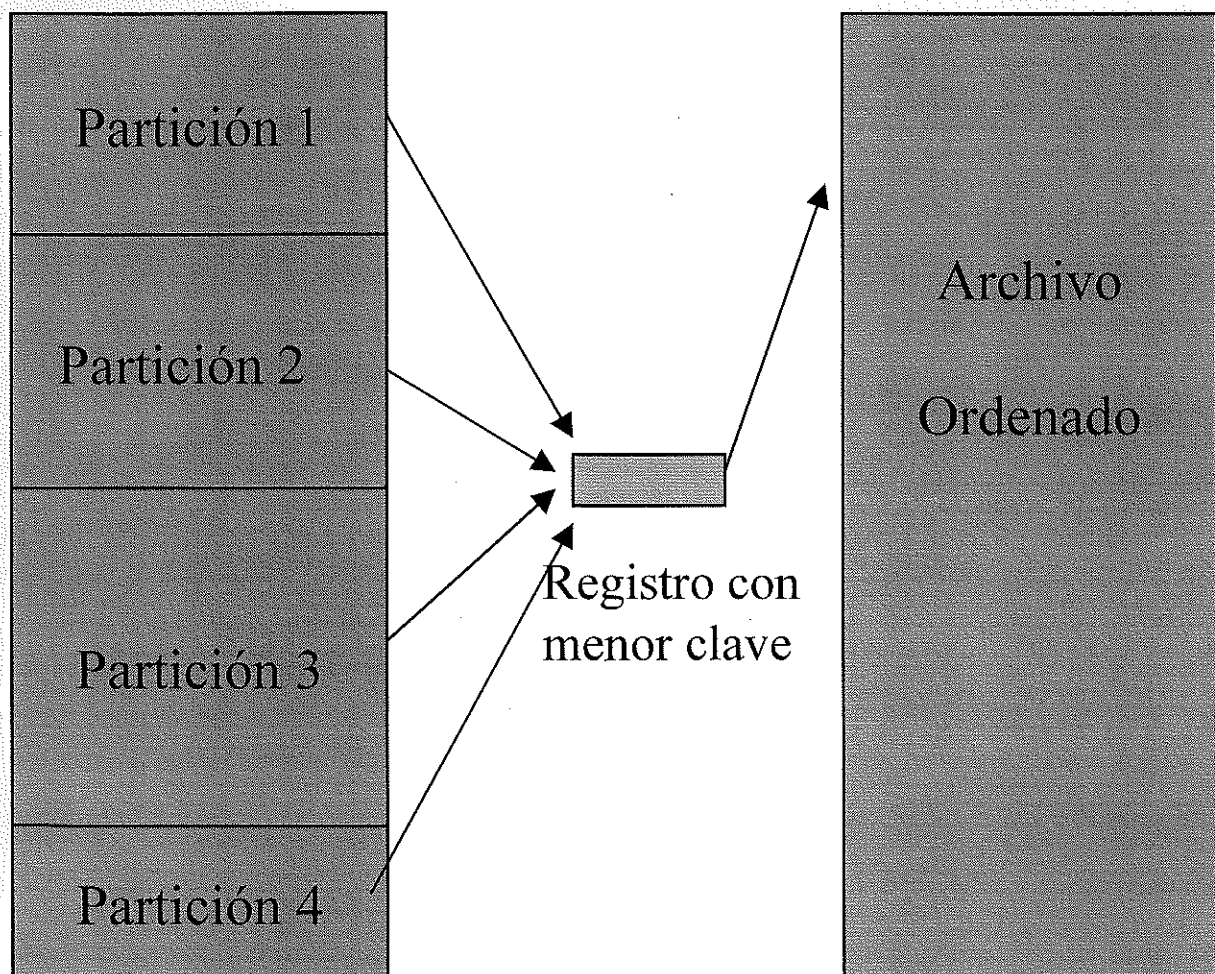 Partición 1
Partición 2
Partición 3
Partición 4
Registro con
menor clave
Archivo
Ordenado